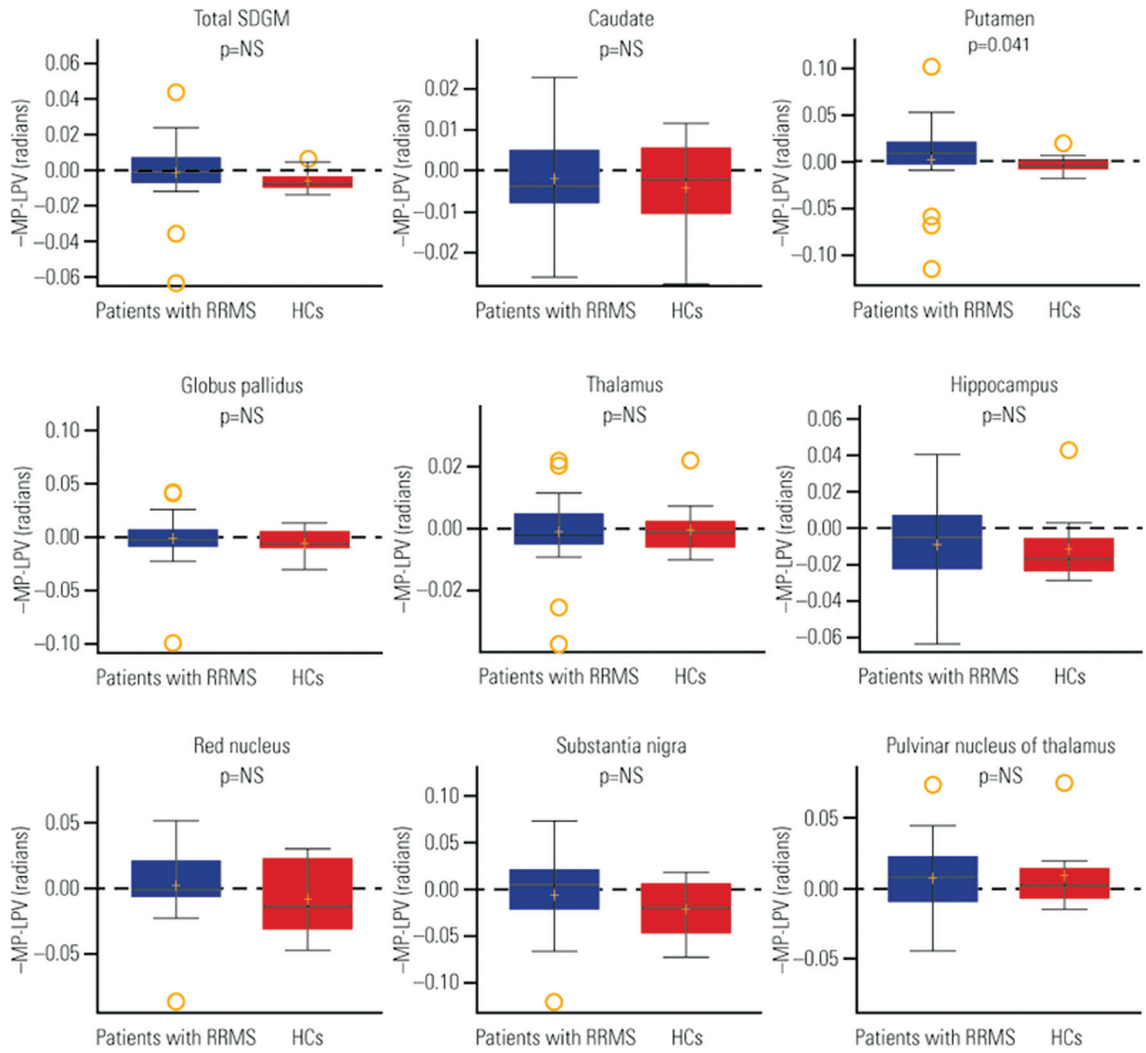 Total SDGM
p=NS
–MP-LPV (radians)
0.06
0.04
0.02
0.00
–0.02
–0.04
–0.06
Patients with RRMS HCs
Caudate
p=NS
–MP-LPV (radians)
0.02
0.01
0.00
–0.01
–0.02
Patients with RRMS HCs
Putamen
p=0.041
–MP-LPV (radians)
0.10
0.05
0.00
–0.05
–0.10
Patients with RRMS HCs
Globus pallidus
p=NS
–MP-LPV (radians)
0.10
0.05
0.00
–0.05
–0.10
Patients with RRMS HCs
Thalamus
p=NS
–MP-LPV (radians)
0.02
0.00
–0.02
Patients with RRMS HCs
Hippocampus
p=NS
–MP-LPV (radians)
0.06
0.04
0.02
0.00
–0.02
–0.04
–0.06
Patients with RRMS HCs
Red nucleus
p=NS
–MP-LPV (radians)
0.05
0.00
–0.05
Patients with RRMS HCs
Substantia nigra
p=NS
–MP-LPV (radians)
0.10
0.05
0.00
–0.05
–0.10
Patients with RRMS HCs
Pulvinar nucleus of thalamus
p=NS
–MP-LPV (radians)
0.05
0.00
–0.05
Patients with RRMS HCs